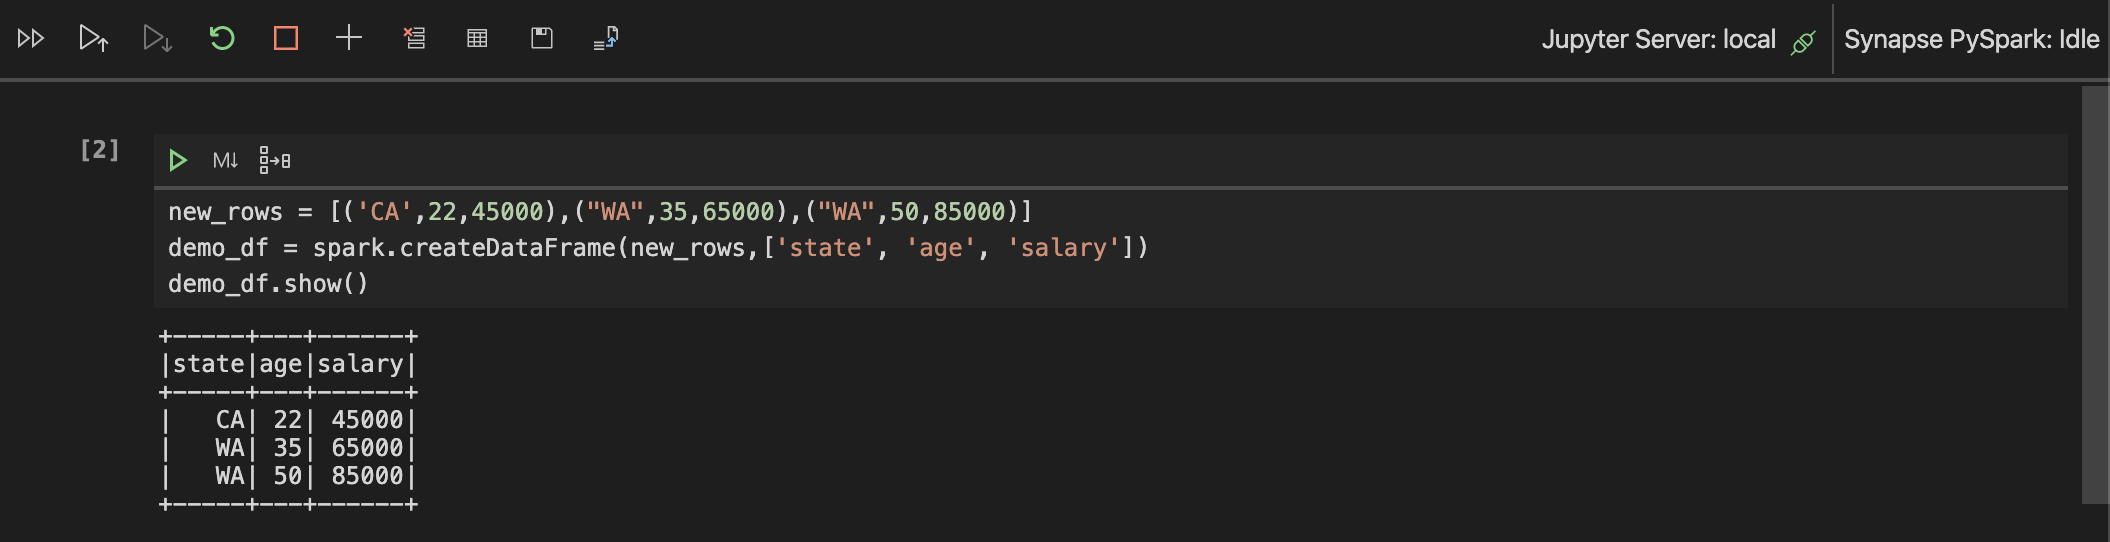 Jupyter Server: local
Synapse PySpark: Idle
[2]
M↓
new_rows = [('CA',22,45000),("WA",35,65000),("WA",50,85000)]
demo_df = spark.createDataFrame(new_rows,['state', 'age', 'salary'])
demo_df.show()
+-----+---+------+
|state|age|salary|
+-----+---+------+
|   CA| 22| 45000|
|   WA| 35| 65000|
|   WA| 50| 85000|
+-----+---+------+